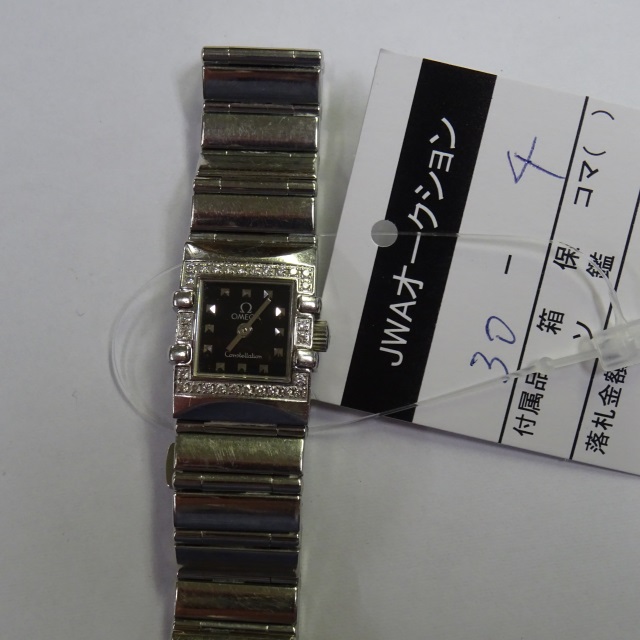 Ω
OMEGA
Constellation
JWAオークション
30 -
4
付属品 箱 保
コマ( )
落札金額
鑑